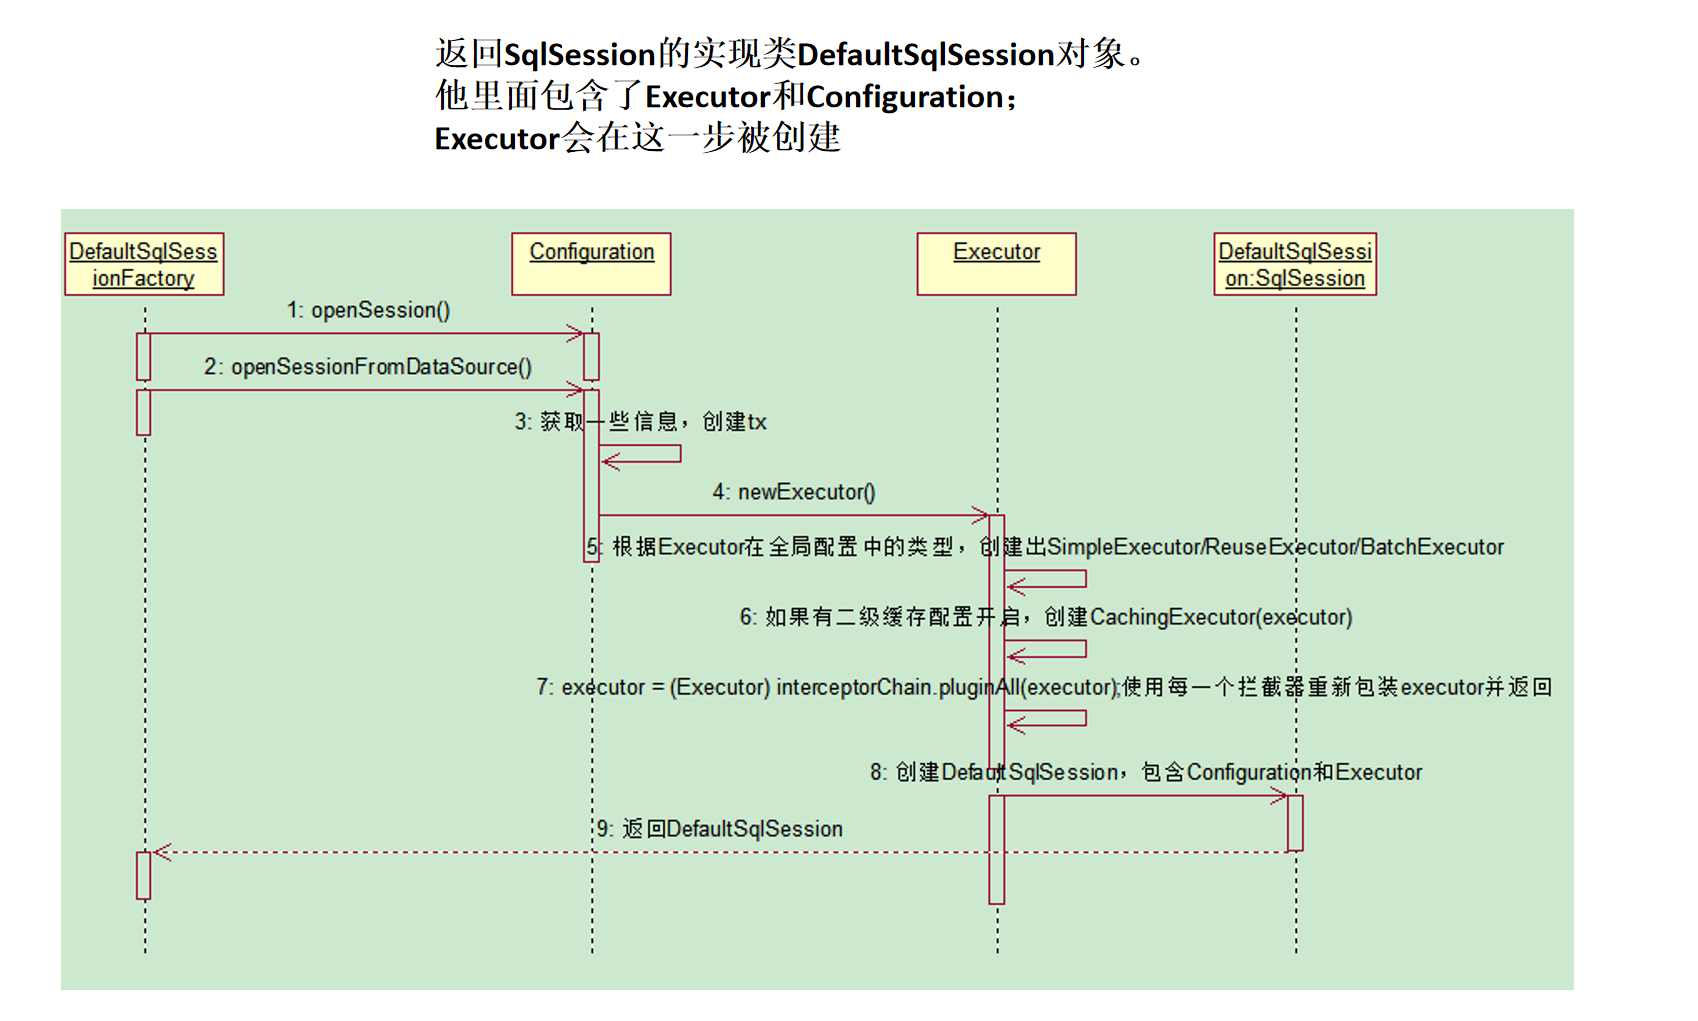 返回SqlSession的实现类DefaultSqlSession对象。
他里面包含了Executor和Configuration；
Executor会在这一步被创建
DefaultSqlSess
ionFactory
Configuration
Executor
DefaultSqlSessi
on:SqlSession
1: openSession()
2: openSessionFromDataSource()
3: 获取一些信息，创建tx
4: newExecutor()
5: 根据Executor在全局配置中的类型，创建出SimpleExecutor/ReuseExecutor/BatchExecutor
6: 如果有二级缓存配置开启，创建CachingExecutor(executor)
7: executor = (Executor) interceptorChain.pluginAll(executor);使用每一个拦截器重新包装executor并返回
8: 创建DefaultSqlSession，包含Configuration和Executor
9: 返回DefaultSqlSession